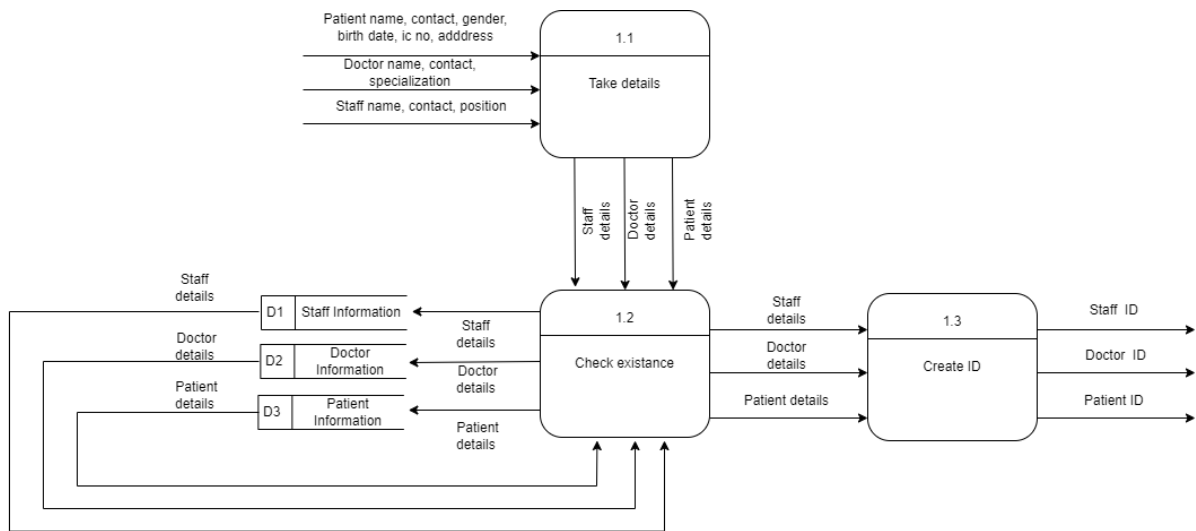 Patient name, contact, gender,
birth date, ic no, adddress
Doctor name, contact,
specialization
Staff name, contact, position
1.1
Take details
Staff
details
Doctor
details
Patient
details
Staff
details
D1
Staff Information
Doctor
details
D2
Doctor
Information
Patient
details
D3
Patient
Information
Staff
details
Doctor
details
Patient
details
1.2
Check existance
Staff
details
Doctor
details
Patient details
1.3
Create ID
Staff ID
Doctor ID
Patient ID